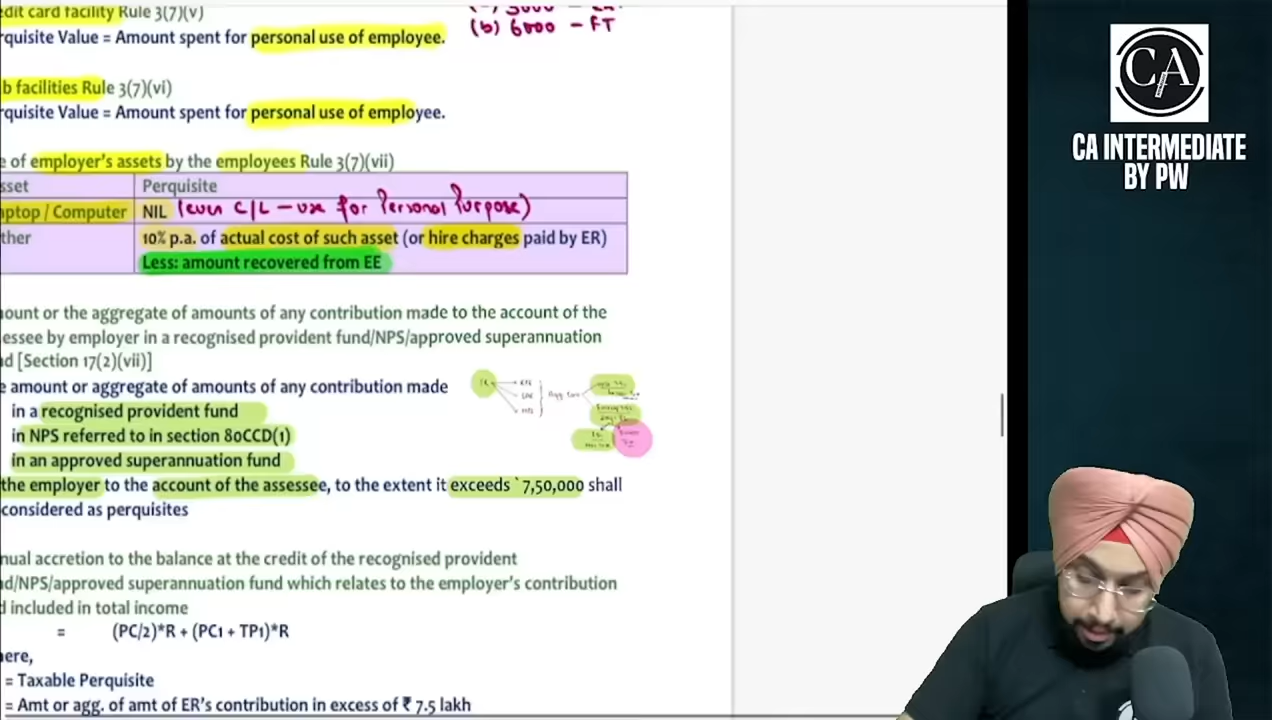 edit card facility Rule 3(7)(v)
(b) 6000 - FT
rquisite Value = Amount spent for personal use of employee.
b facilities Rule 3(7)(vi)
rquisite Value = Amount spent for personal use of employee.
e of employer's assets by the employees Rule 3(7)(vii)
sset Perquisite
aptop / Computer NIL (even C/L - use for Personal Purpose)
ther 10% p.a. of actual cost of such asset (or hire charges paid by ER)
Less: amount recovered from EE
nount or the aggregate of amounts of any contribution made to the account of the
essee by employer in a recognised provident fund/NPS/approved superannuation
d [Section 17(2)(vii)]
e amount or aggregate of amounts of any contribution made
in a recognised provident fund
in NPS referred to in section 80CCD(1)
in an approved superannuation fund
the employer to the account of the assessee, to the extent it exceeds ` 7,50,000 shall
considered as perquisites
nual accretion to the balance at the credit of the recognised provident
d/NPS/approved superannuation fund which relates to the employer's contribution
d included in total income
= (PC/2)*R + (PC1 + TP1)*R
ere,
= Taxable Perquisite
= Amt or agg. of amt of ER's contribution in excess of ₹ 7.5 lakh
CA
CA INTERMEDIATE
BY PW